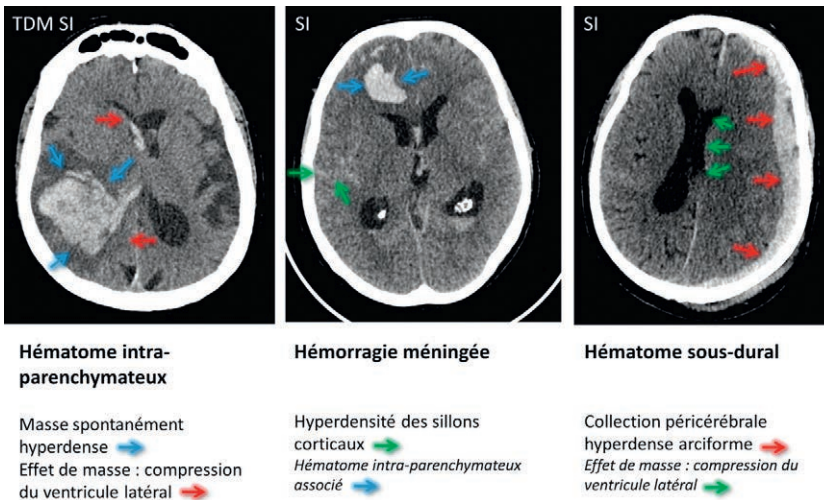 TDM SI
SI
SI
Hématome intra-
parenchymateux
Masse spontanément
hyperdense
Effet de masse : compression
du ventricule latéral
Hémorragie méningée
Hyperdensité des sillons
corticaux
Hématome intra-parenchymateux
associé
Hématome sous-dural
Collection péricérébrale
hyperdense arciforme
Effet de masse : compression du
ventricule latéral